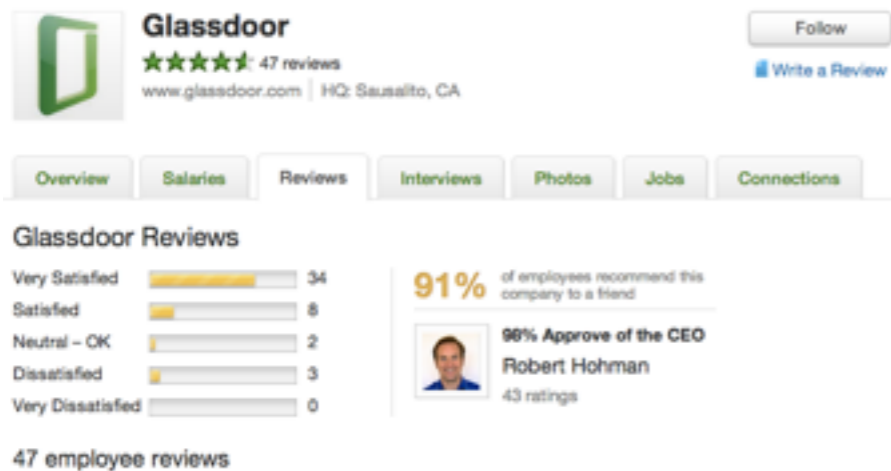 Glassdoor
47 reviews
www.glassdoor.com | HQ: Sausalito, CA
Follow
Write a Review
Overview Salaries Reviews Interviews Photos Jobs Connections
Glassdoor Reviews
Very Satisfied 34
Satisfied 8
Neutral – OK 2
Dissatisfied 3
Very Dissatisfied 0
91% of employees recommend this
company to a friend
98% Approve of the CEO
Robert Hohman
43 ratings
47 employee reviews